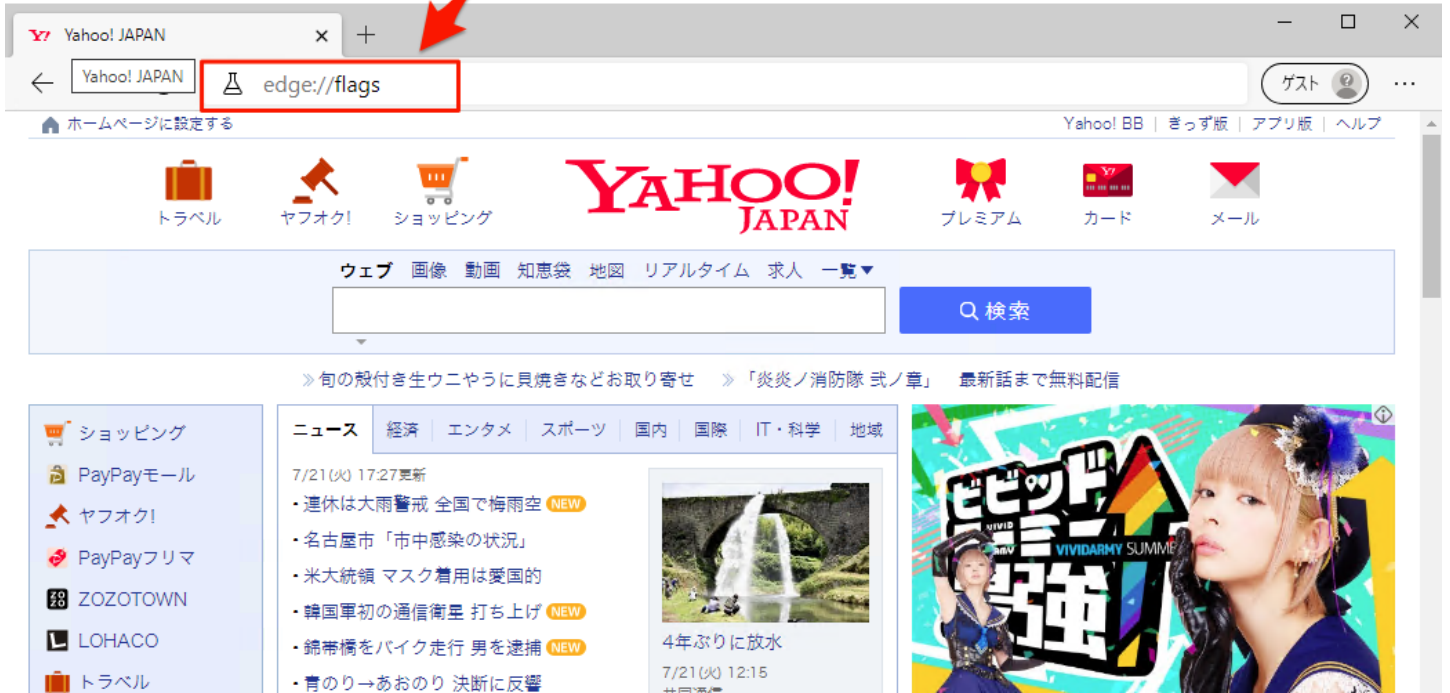 Yahoo! JAPAN
Yahoo! JAPAN
edge://flags
ゲスト
ホームページに設定する
Yahoo! BB | きっず版 | アプリ版 | ヘルプ
トラベル
ヤフオク!
ショッピング
YAHOO!
JAPAN
プレミアム
カード
メール
ウェブ 画像 動画 知恵袋 地図 リアルタイム 求人 一覧▼
検索
≫旬の殻付き生ウニやうに貝焼きなどお取り寄せ ≫「炎炎ノ消防隊 弐ノ章」 最新話まで無料配信
ショッピング
PayPayモール
ヤフオク!
PayPayフリマ
ZOZOTOWN
LOHACO
トラベル
ニュース 経済 エンタメ スポーツ 国内 国際 IT・科学 地域
7/21(火) 17:27更新
・連休は大雨警戒 全国で梅雨空 NEW
・名古屋市「市中感染の状況」
・米大統領 マスク着用は愛国的
・韓国軍初の通信衛星 打ち上げ NEW
・錦帯橋をバイク走行 男を逮捕 NEW
・青のり→あおのり 決断に反響
4年ぶりに放水
7/21(火) 12:15
共同通信
ビビッド
VIVID
VIVIDARMY SUMME